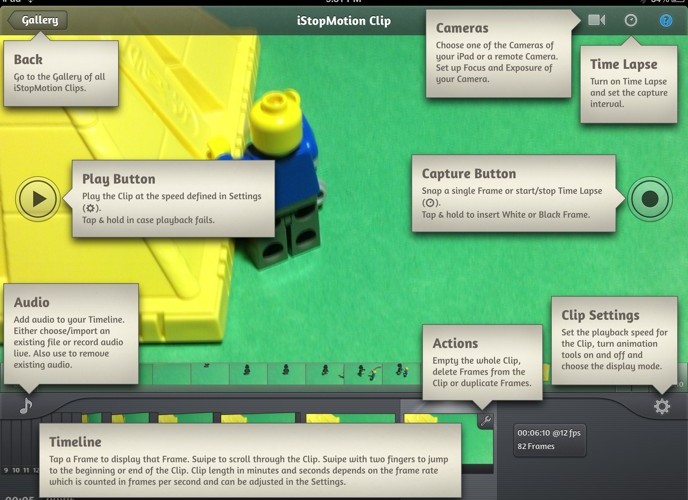 Gallery
iStopMotion Clip
Back
Go to the Gallery of all
iStopMotion Clips.
Cameras
Choose one of the Cameras of
your iPad or a remote Camera.
Set up Focus and Exposure of
your Camera.
Time Lapse
Turn on Time Lapse
and set the capture
interval.
Play Button
Play the Clip at the speed defined in Settings
( ).
Tap & hold in case playback fails.
Capture Button
Snap a single Frame or start/stop Time Lapse
( ).
Tap & hold to insert White or Black Frame.
Audio
Add audio to your Timeline.
Either choose/import an
existing file or record audio
live. Also use to remove
existing audio.
Actions
Empty the whole Clip,
delete Frames from the
Clip or duplicate Frames.
Clip Settings
Set the playback speed for
the Clip, turn animation
tools on and off and
choose the display mode.
Timeline
Tap a Frame to display that Frame. Swipe to scroll through the Clip. Swipe with two fingers to jump
to the beginning or end of the Clip. Clip length in minutes and seconds depends on the frame rate
which is counted in frames per second and can be adjusted in the Settings.
00:06:10 @12 fps
82 Frames
9 10 11 12